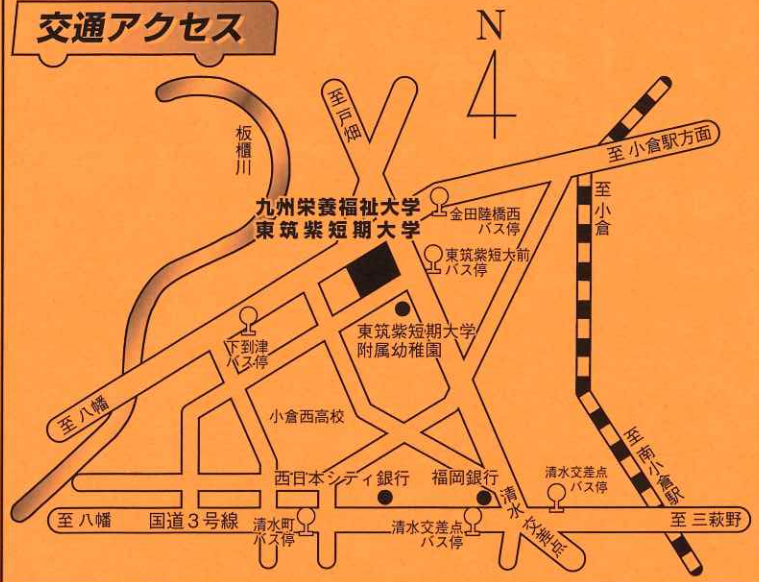 交通アクセス
N
至戸畑
板櫃川
至 小倉駅方面
九州栄養福祉大学
東筑紫短期大学
金田陸橋西
バス停
至小倉
東筑紫短大前
バス停
下到津
バス停
東筑紫短期大学
附属幼稚園
至八幡
小倉西高校
至南小倉駅
西日本シティ銀行
福岡銀行
清水交差点
バス停
至八幡
国道3号線
清水町
バス停
清水交差点
バス停
清水交差点
至 三萩野